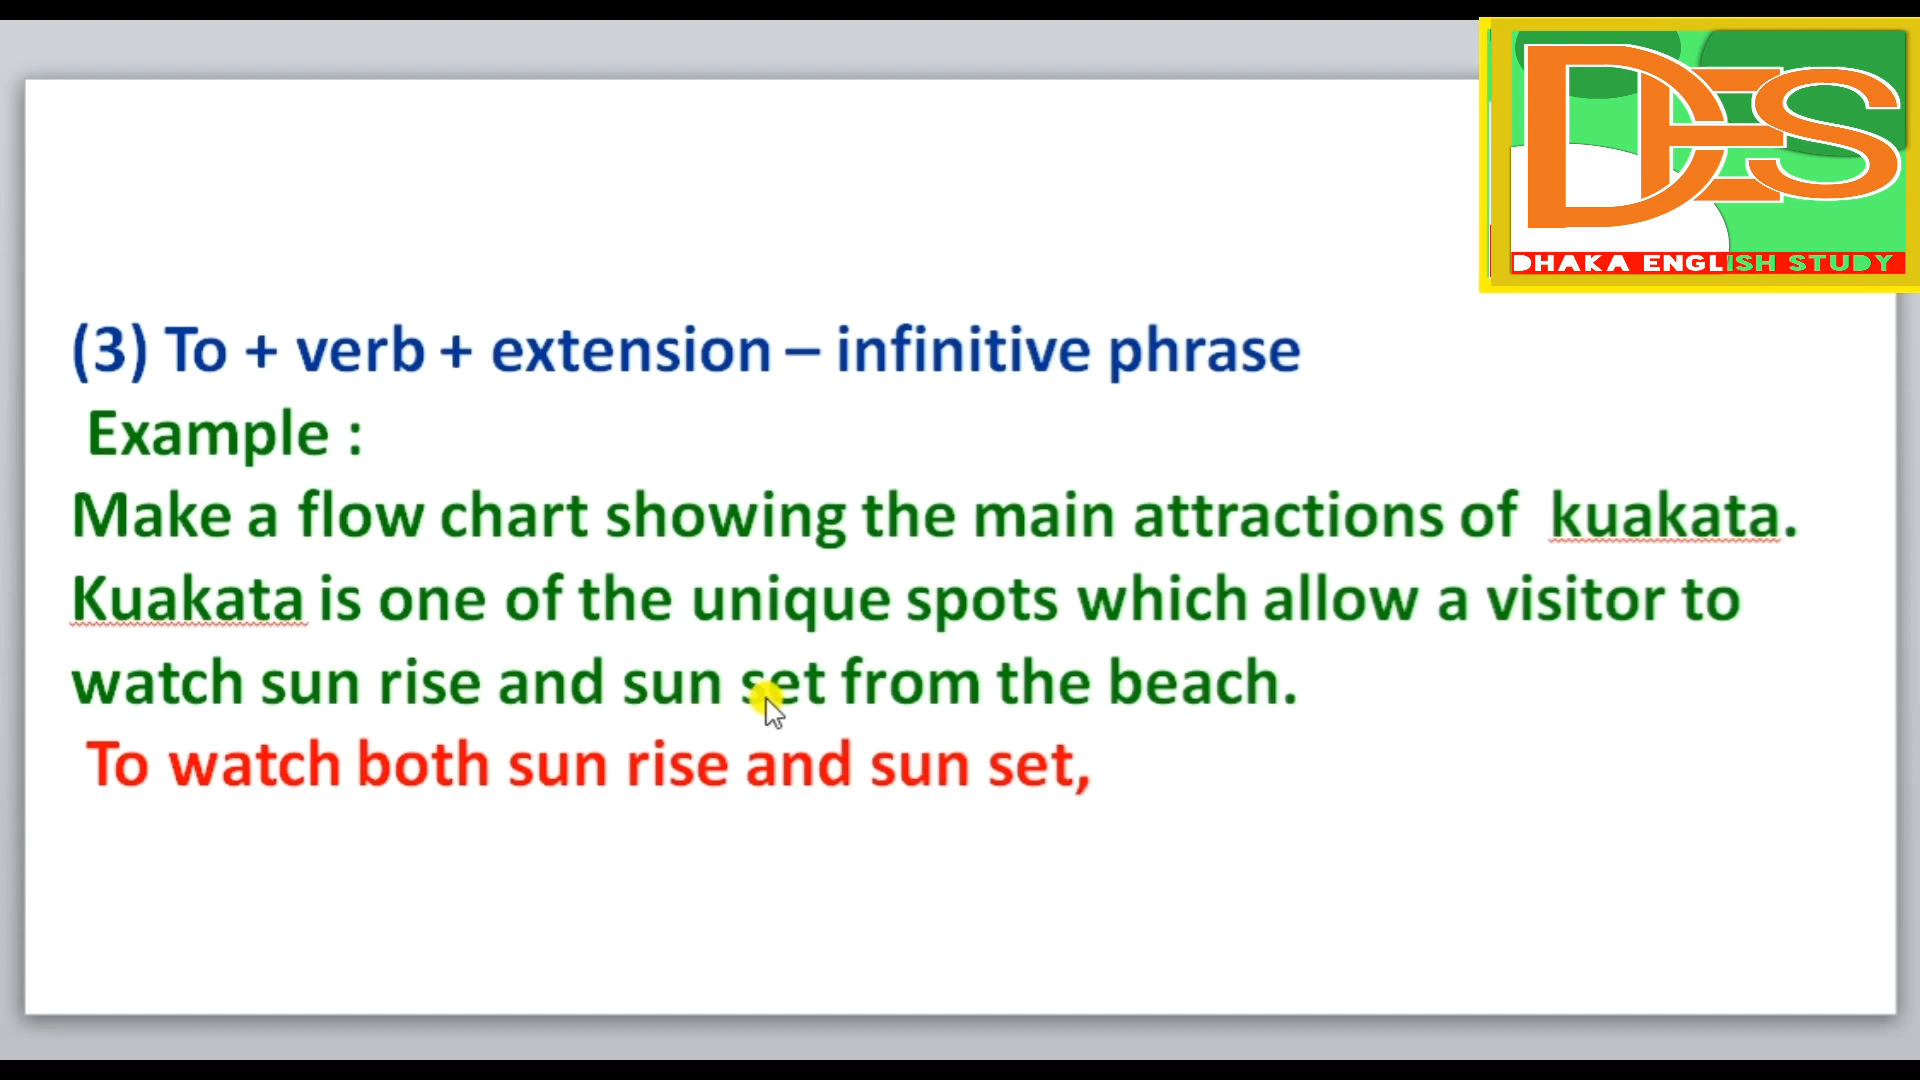 DES
DHAKA ENGLISH STUDY
(3) To + verb + extension – infinitive phrase
Example :
Make a flow chart showing the main attractions of kuakata.
Kuakata is one of the unique spots which allow a visitor to
watch sun rise and sun set from the beach.
To watch both sun rise and sun set,